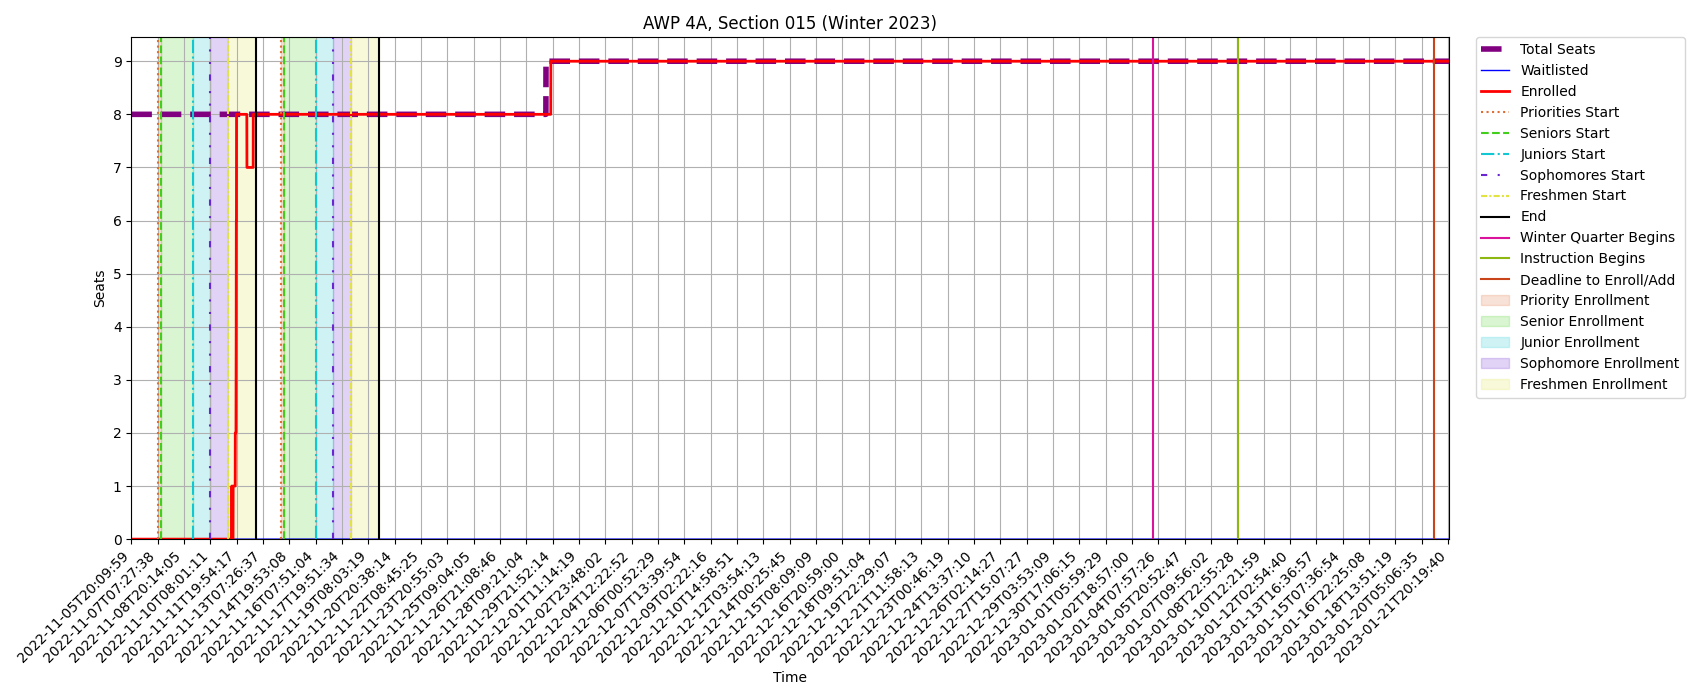 AWP 4A, Section 015 (Winter 2023)
9
8
7
6
5
4
3
2
1
0
Seats
2022-11-05T20:09:59
2022-11-07T07:27:38
2022-11-08T20:14:05
2022-11-10T08:01:11
2022-11-11T19:54:17
2022-11-13T07:26:37
2022-11-14T19:53:08
2022-11-16T07:51:04
2022-11-17T19:51:34
2022-11-19T08:03:19
2022-11-20T20:38:14
2022-11-22T08:45:25
2022-11-23T20:55:03
2022-11-25T09:04:05
2022-11-26T21:08:46
2022-11-28T09:21:04
2022-11-29T21:52:14
2022-12-01T11:14:19
2022-12-02T23:48:02
2022-12-04T12:22:52
2022-12-06T00:52:29
2022-12-07T13:39:54
2022-12-09T02:22:16
2022-12-10T14:58:51
2022-12-12T03:54:13
2022-12-14T00:25:45
2022-12-15T08:09:09
2022-12-16T20:59:00
2022-12-18T09:51:04
2022-12-19T22:29:07
2022-12-21T11:58:13
2022-12-23T00:46:19
2022-12-24T13:37:10
2022-12-26T02:14:27
2022-12-27T15:07:27
2022-12-29T03:53:09
2022-12-30T17:06:15
2023-01-01T05:59:29
2023-01-02T18:57:00
2023-01-04T07:57:26
2023-01-05T20:52:47
2023-01-07T09:56:02
2023-01-08T22:55:28
2023-01-10T12:21:59
2023-01-12T02:54:40
2023-01-13T16:36:57
2023-01-15T07:36:54
2023-01-16T22:25:08
2023-01-18T13:51:19
2023-01-20T05:06:35
2023-01-21T20:19:40
Time
Total Seats
Waitlisted
Enrolled
Priorities Start
Seniors Start
Juniors Start
Sophomores Start
Freshmen Start
End
Winter Quarter Begins
Instruction Begins
Deadline to Enroll/Add
Priority Enrollment
Senior Enrollment
Junior Enrollment
Sophomore Enrollment
Freshmen Enrollment